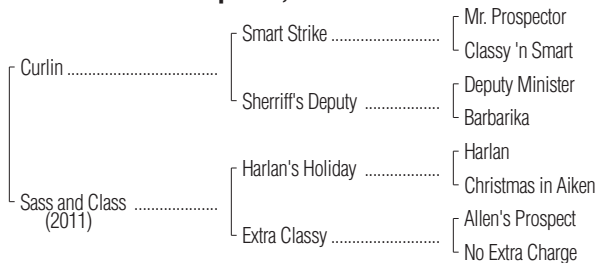 Mr. Prospector
Smart Strike ........................
Classy 'n Smart
Curlin ..................................
Deputy Minister
Sherriff's Deputy .................
Barbarika
Harlan
Harlan's Holiday .................
Christmas in Aiken
Sass and Class ...................
(2011)
Allen's Prospect
Extra Classy ........................
No Extra Charge